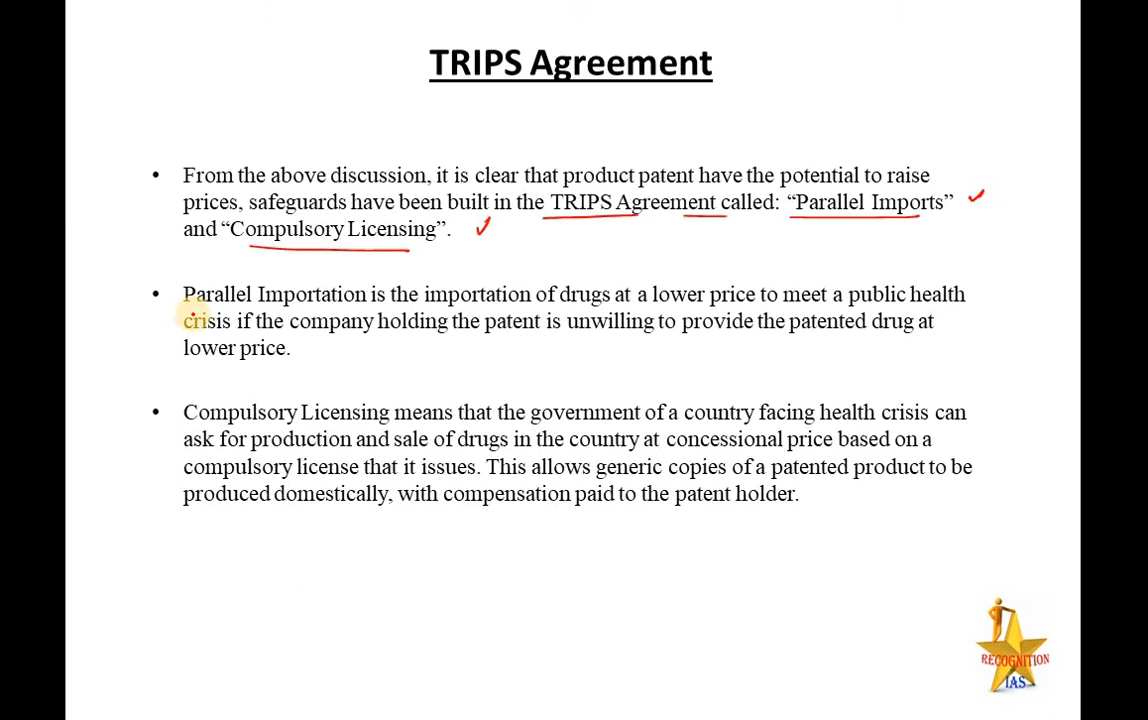 TRIPS Agreement
• From the above discussion, it is clear that product patent have the potential to raise
prices, safeguards have been built in the TRIPS Agreement called: “Parallel Imports”
and “Compulsory Licensing”.
• Parallel Importation is the importation of drugs at a lower price to meet a public health
crisis if the company holding the patent is unwilling to provide the patented drug at
lower price.
• Compulsory Licensing means that the government of a country facing health crisis can
ask for production and sale of drugs in the country at concessional price based on a
compulsory license that it issues. This allows generic copies of a patented product to be
produced domestically, with compensation paid to the patent holder.
RECOGNITION
IAS